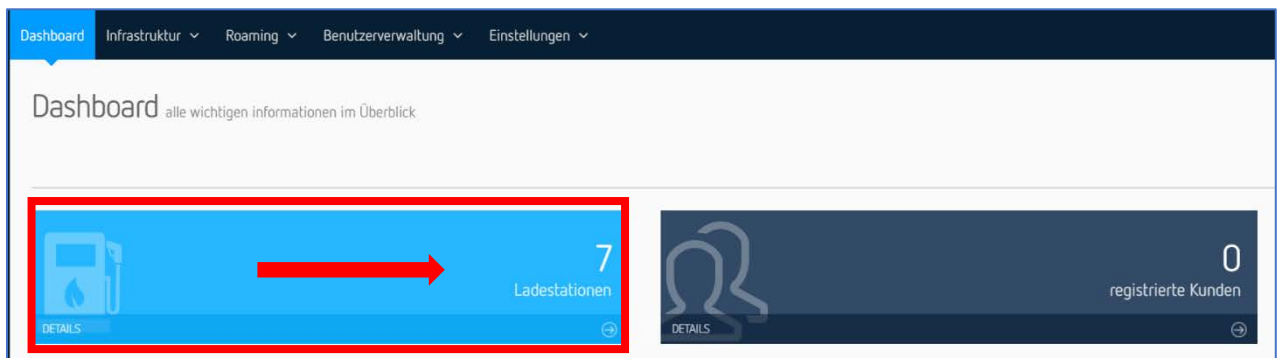 Dashboard Infrastruktur Roaming Benutzerverwaltung Einstellungen
Dashboard alle wichtigen informationen im Überblick
7
Ladestationen
DETAILS
0
registrierte Kunden
DETAILS